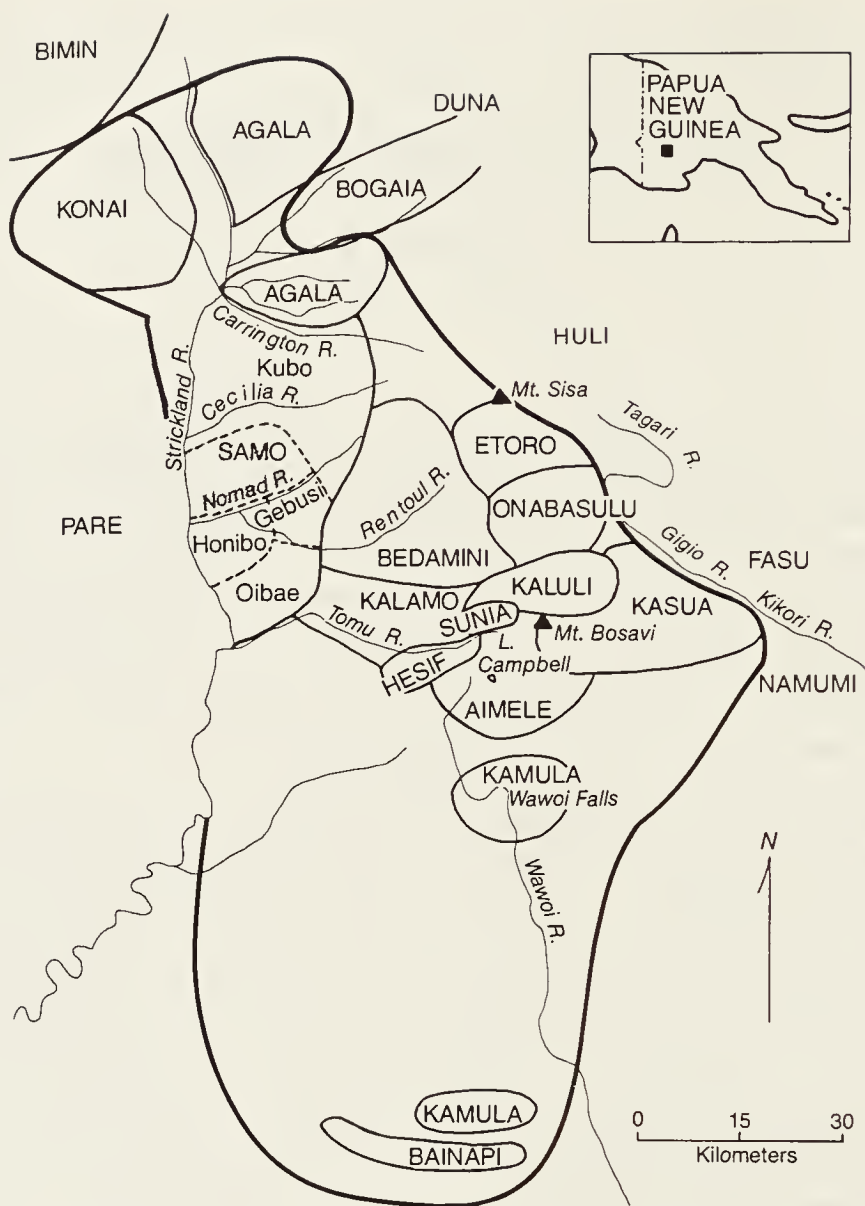 BIMIN
PAPUA
NEW
GUINEA
AGALA
DUNA
KONAI
BOGAIA
AGALA
Carrington R.
HULI
Kubo
Strickland R.
Cecilia R.
Mt. Sisa
Tagari R.
SAMO
ETORO
Nomad R.
Gebusi
Rentoul R.
ONABASULU
PARE
Honibo
BEDAMINI
Gigio R.
FASU
Oibae
KALAMO
KALULI
KASUA
Kikori R.
Tomu R.
SUNIA
Mt. Bosavi
L.
Campbell
HESIF
NAMUMI
AIMELE
KAMULA
Wawoi Falls
N
Wawoi R.
KAMULA
BAINAPI
0 15 30
Kilometers